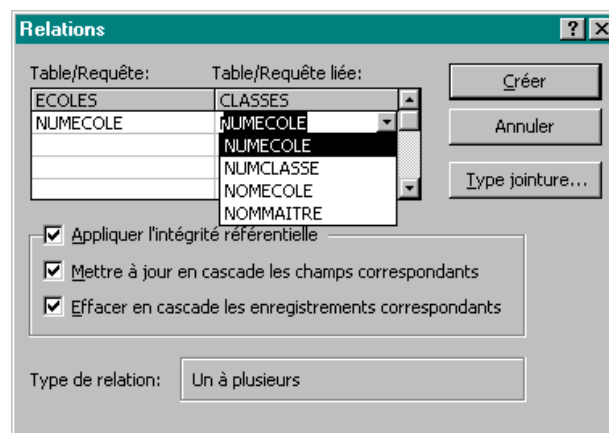 Relations
Table/Requête: Table/Requête liée:
Créer
ECOLES CLASSES
NUMECOLE NUMECOLE
Annuler
NUMECOLE
NUMCLASSE
Type jointure...
NOMECOLE
NOMMAITRE
Appliquer l'intégrité référentielle
Mettre à jour en cascade les champs correspondants
Effacer en cascade les enregistrements correspondants
Type de relation: Un à plusieurs